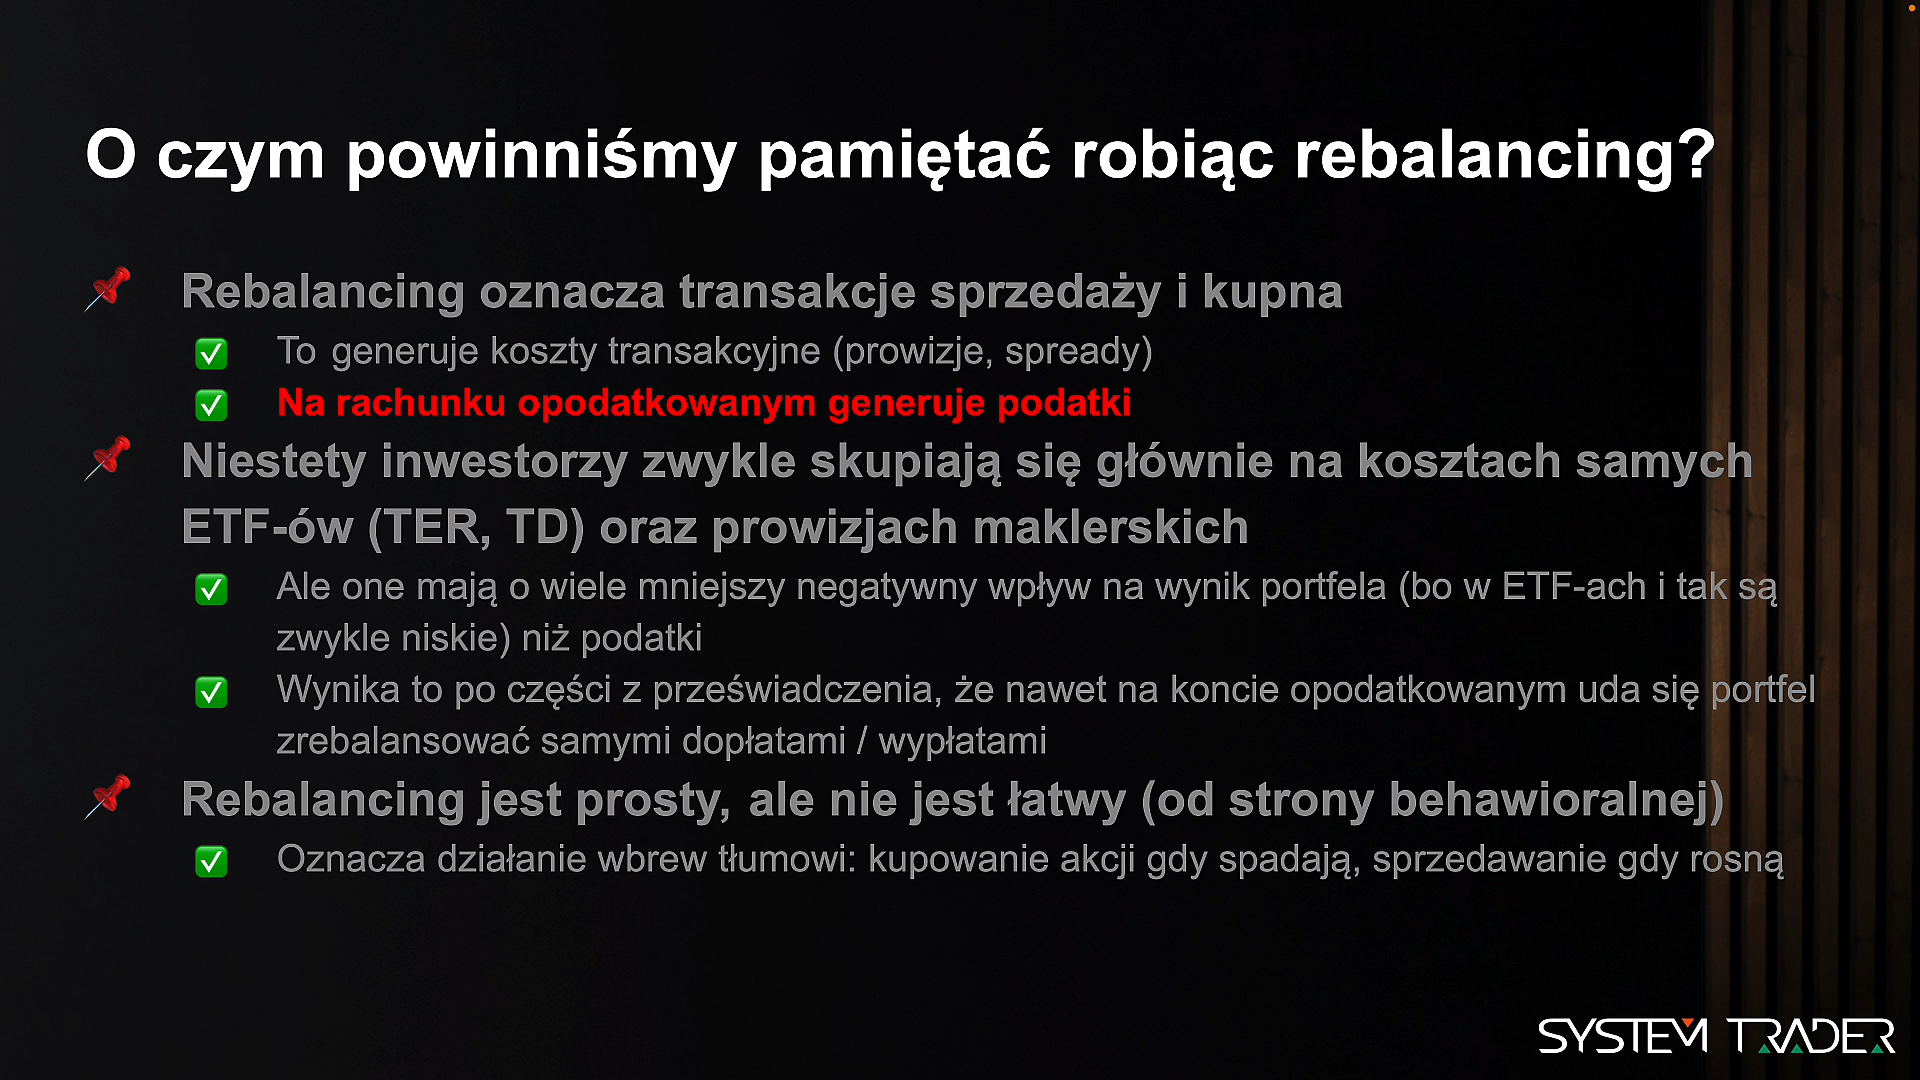 O czym powinniśmy pamiętać robiąc rebalancing?
Rebalancing oznacza transakcje sprzedaży i kupna
To generuje koszty transakcyjne (prowizje, spready)
Na rachunku opodatkowanym generuje podatki
Niestety inwestorzy zwykle skupiają się głównie na kosztach samych
ETF-ów (TER, TD) oraz prowizjach maklerskich
Ale one mają o wiele mniejszy negatywny wpływ na wynik portfela (bo w ETF-ach i tak są
zwykle niskie) niż podatki
Wynika to po części z przeświadczenia, że nawet na koncie opodatkowanym uda się portfel
zrebalansować samymi dopłatami / wypłatami
Rebalancing jest prosty, ale nie jest łatwy (od strony behawioralnej)
Oznacza działanie wbrew tłumowi: kupowanie akcji gdy spadają, sprzedawanie gdy rosną
SYSTEM TRADER